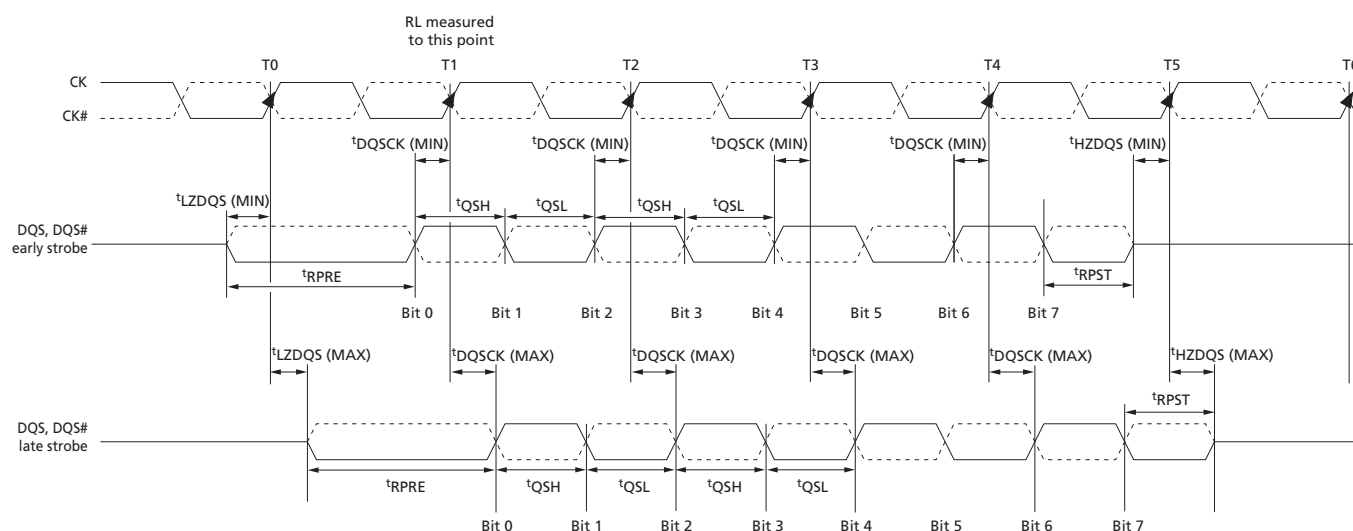 RL measured
to this point
T0 T1 T2 T3 T4 T5 T6
CK
CK#
tDQSCK (MIN) tDQSCK (MIN) tDQSCK (MIN) tDQSCK (MIN) tHZDQS (MIN)
tLZDQS (MIN)
tQSH tQSL tQSH tQSL
DQS, DQS#
early strobe
tRPRE
tRPST
Bit 0 Bit 1 Bit 2 Bit 3 Bit 4 Bit 5 Bit 6 Bit 7
tLZDQS (MAX) tDQSCK (MAX) tDQSCK (MAX) tDQSCK (MAX) tDQSCK (MAX) tHZDQS (MAX)
tRPST
DQS, DQS#
late strobe
tRPRE tQSH tQSL tQSH tQSL
Bit 0 Bit 1 Bit 2 Bit 3 Bit 4 Bit 5 Bit 6 Bit 7